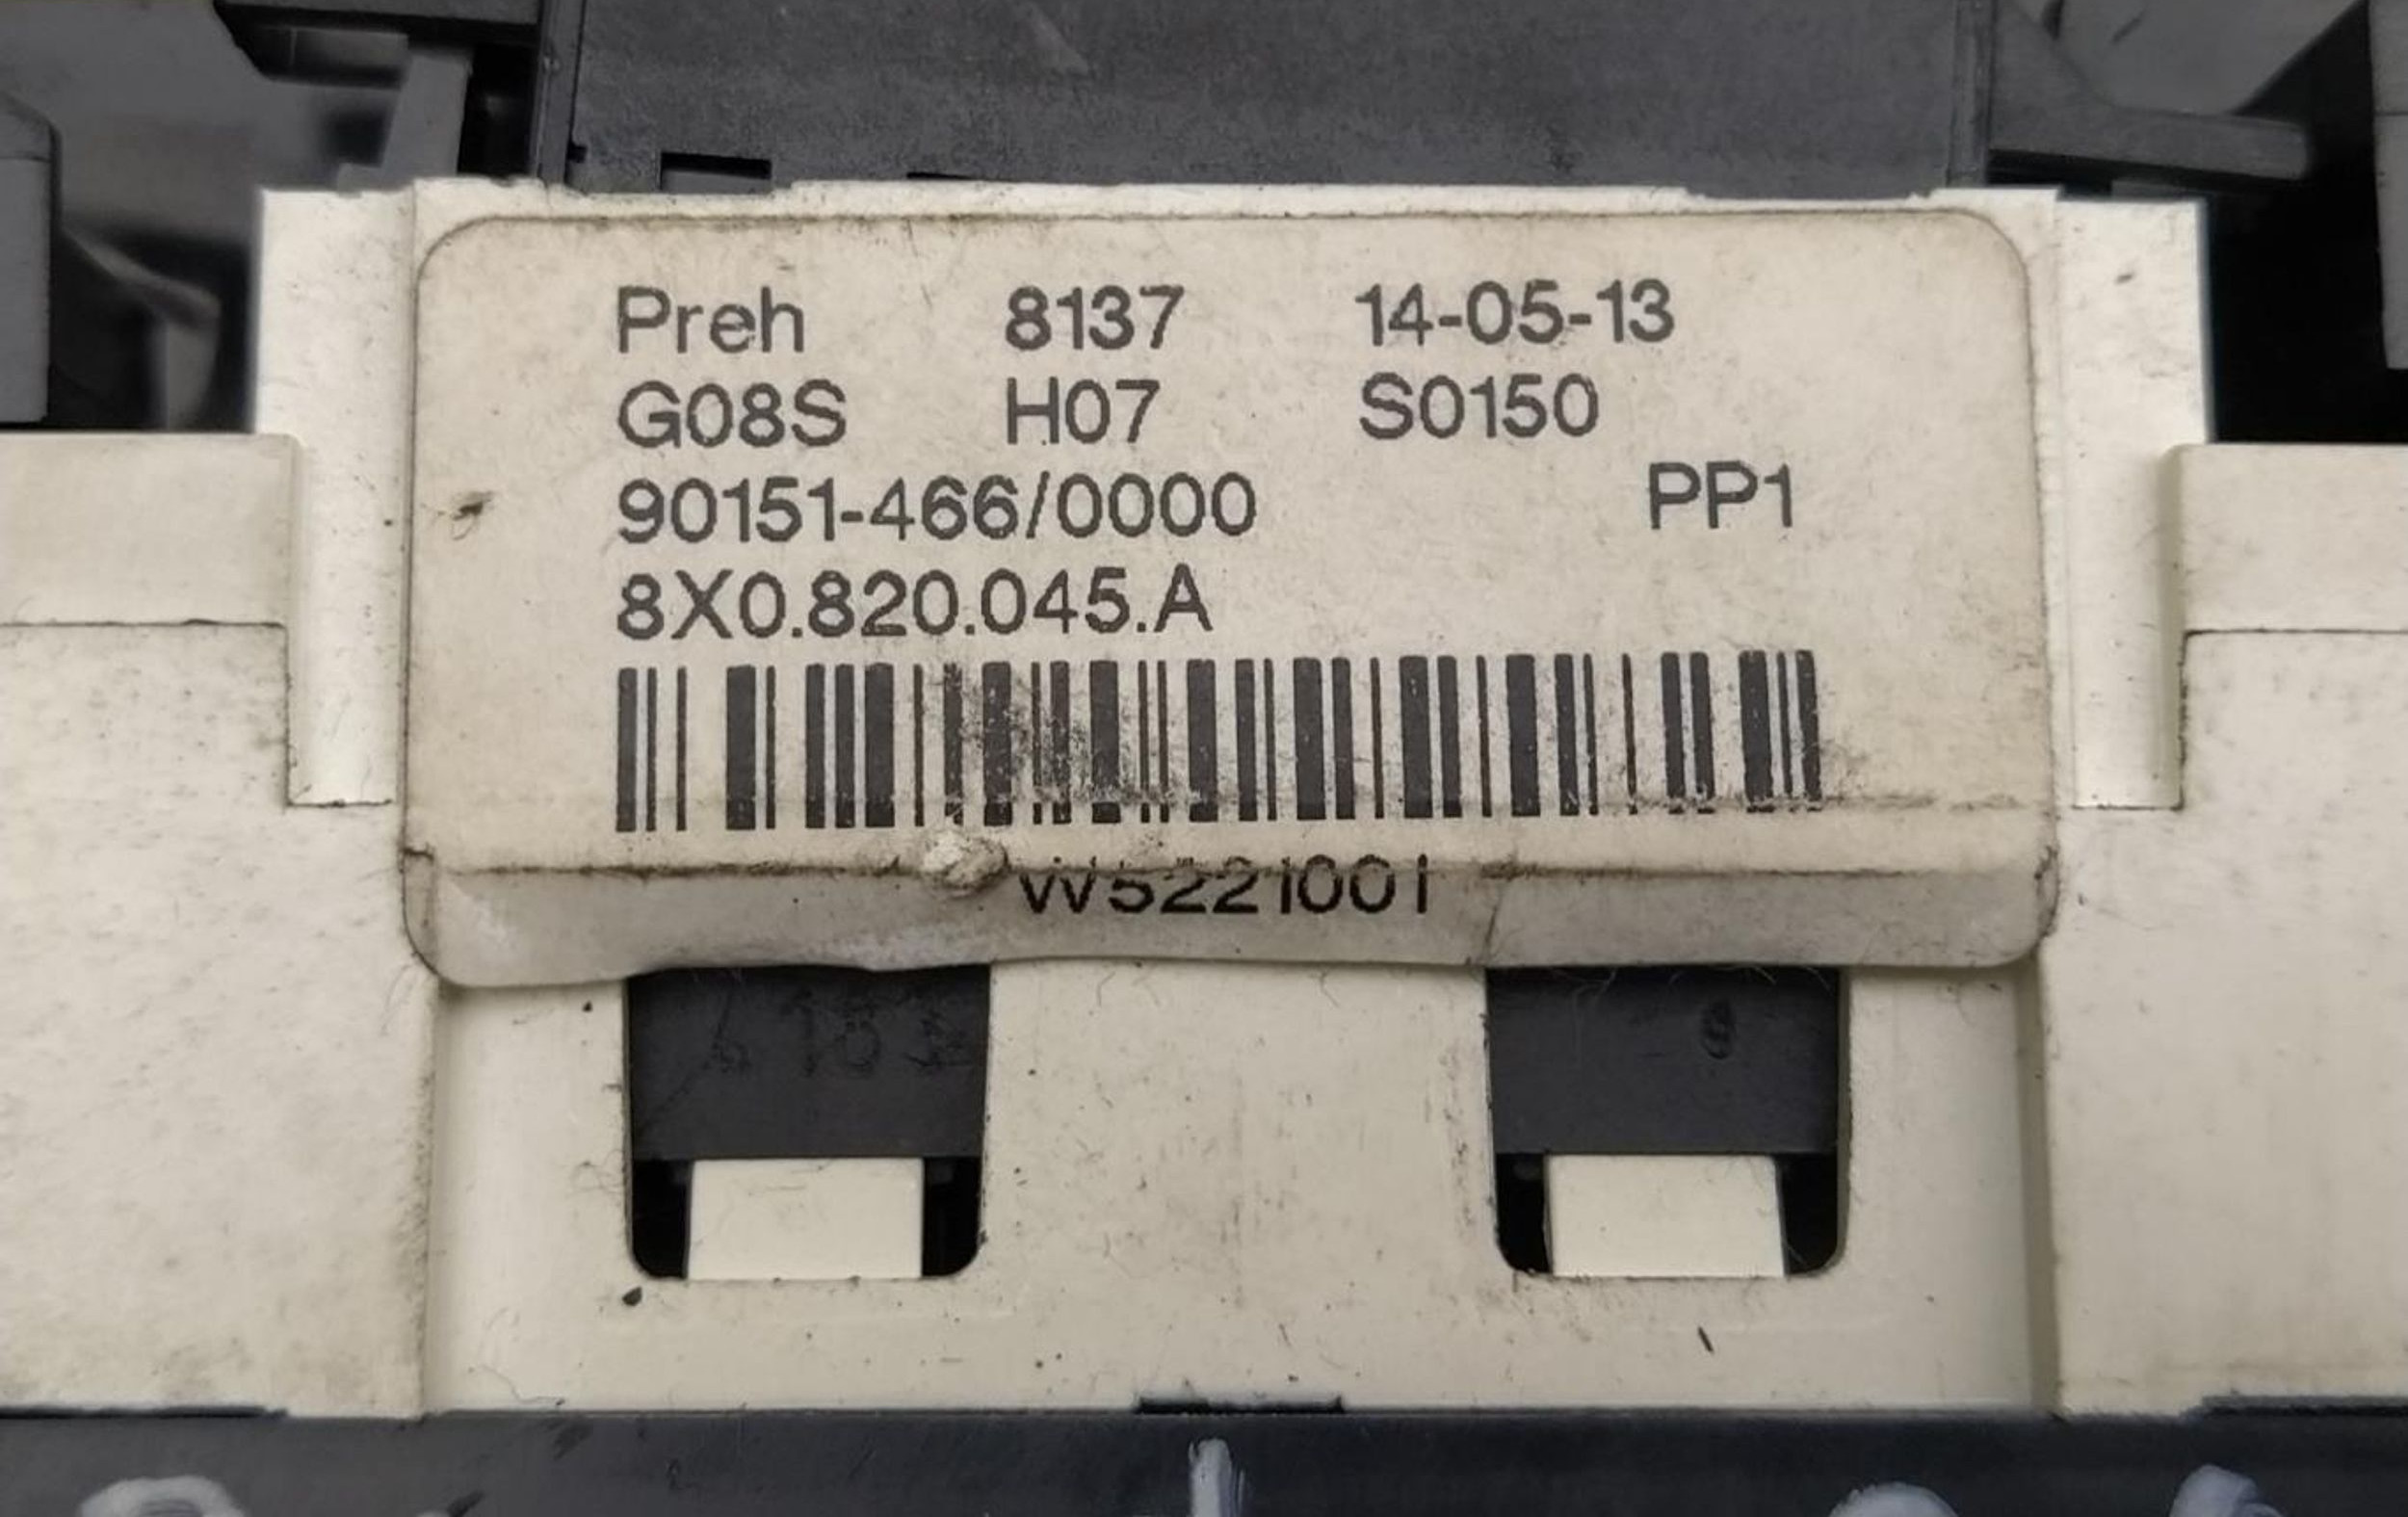 Preh 8137 14-05-13
G08S H07 S0150
90151-466/0000 PP1
8X0.820.045.A
W5221001